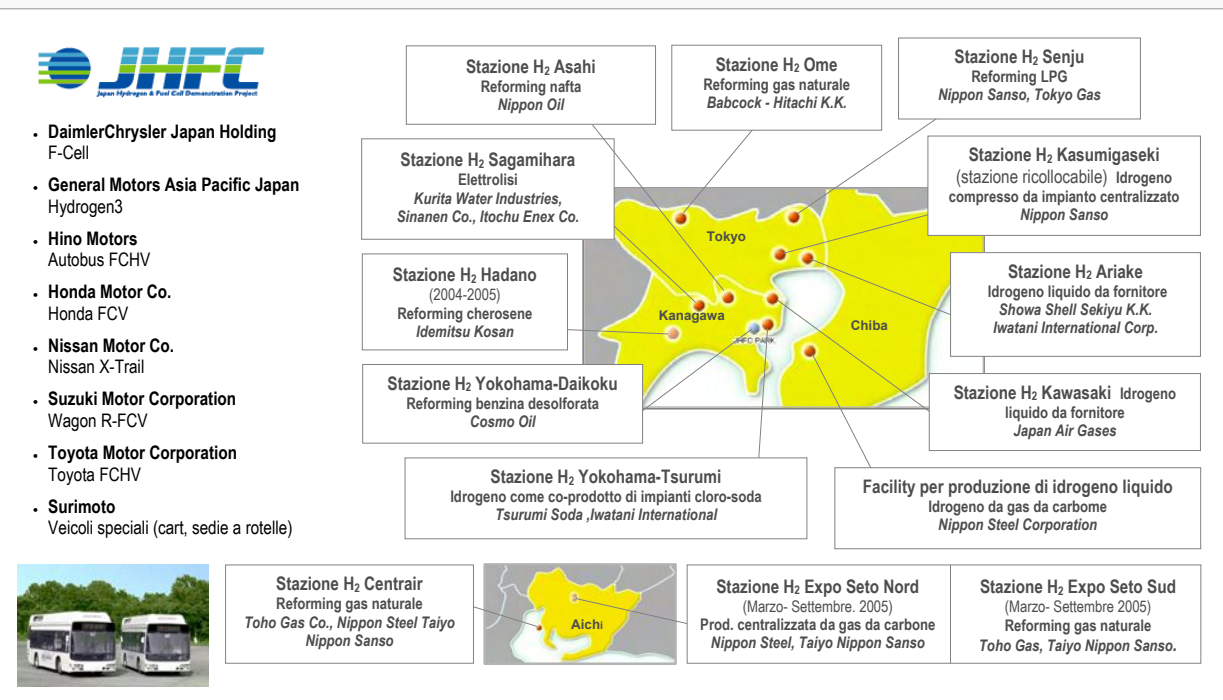 JHFC
Japan Hydrogen & Fuel Cell Demonstration Project
• DaimlerChrysler Japan Holding
F-Cell
• General Motors Asia Pacific Japan
Hydrogen3
• Hino Motors
Autobus FCHV
• Honda Motor Co.
Honda FCV
• Nissan Motor Co.
Nissan X-Trail
• Suzuki Motor Corporation
Wagon R-FCV
• Toyota Motor Corporation
Toyota FCHV
• Surimoto
Veicoli speciali (cart, sedie a rotelle)
Stazione H₂ Asahi
Reforming nafta
Nippon Oil
Stazione H₂ Ome
Reforming gas naturale
Babcock - Hitachi K.K.
Stazione H₂ Senju
Reforming LPG
Nippon Sanso, Tokyo Gas
Stazione H₂ Sagamihara
Elettrolisi
Kurita Water Industries,
Sinanen Co., Itochu Enex Co.
Stazione H₂ Kasumigaseki
(stazione ricollocabile) Idrogeno
compresso da impianto centralizzato
Nippon Sanso
Stazione H₂ Hadano
(2004-2005)
Reforming cherosene
Idemitsu Kosan
Tokyo
Kanagawa
Chiba
JHFC PARK
Stazione H₂ Ariake
Idrogeno liquido da fornitore
Showa Shell Sekiyu K.K.
Iwatani International Corp.
Stazione H₂ Yokohama-Daikoku
Reforming benzina desolforata
Cosmo Oil
Stazione H₂ Kawasaki Idrogeno
liquido da fornitore
Japan Air Gases
Stazione H₂ Yokohama-Tsurumi
Idrogeno come co-prodotto di impianti cloro-soda
Tsurumi Soda ,Iwatani International
Facility per produzione di idrogeno liquido
Idrogeno da gas da carbome
Nippon Steel Corporation
Stazione H₂ Centrair
Reforming gas naturale
Toho Gas Co., Nippon Steel Taiyo
Nippon Sanso
Aichi
Stazione H₂ Expo Seto Nord
(Marzo- Settembre. 2005)
Prod. centralizzata da gas da carbone
Nippon Steel, Taiyo Nippon Sanso
Stazione H₂ Expo Seto Sud
(Marzo- Settembre 2005)
Reforming gas naturale
Toho Gas, Taiyo Nippon Sanso.